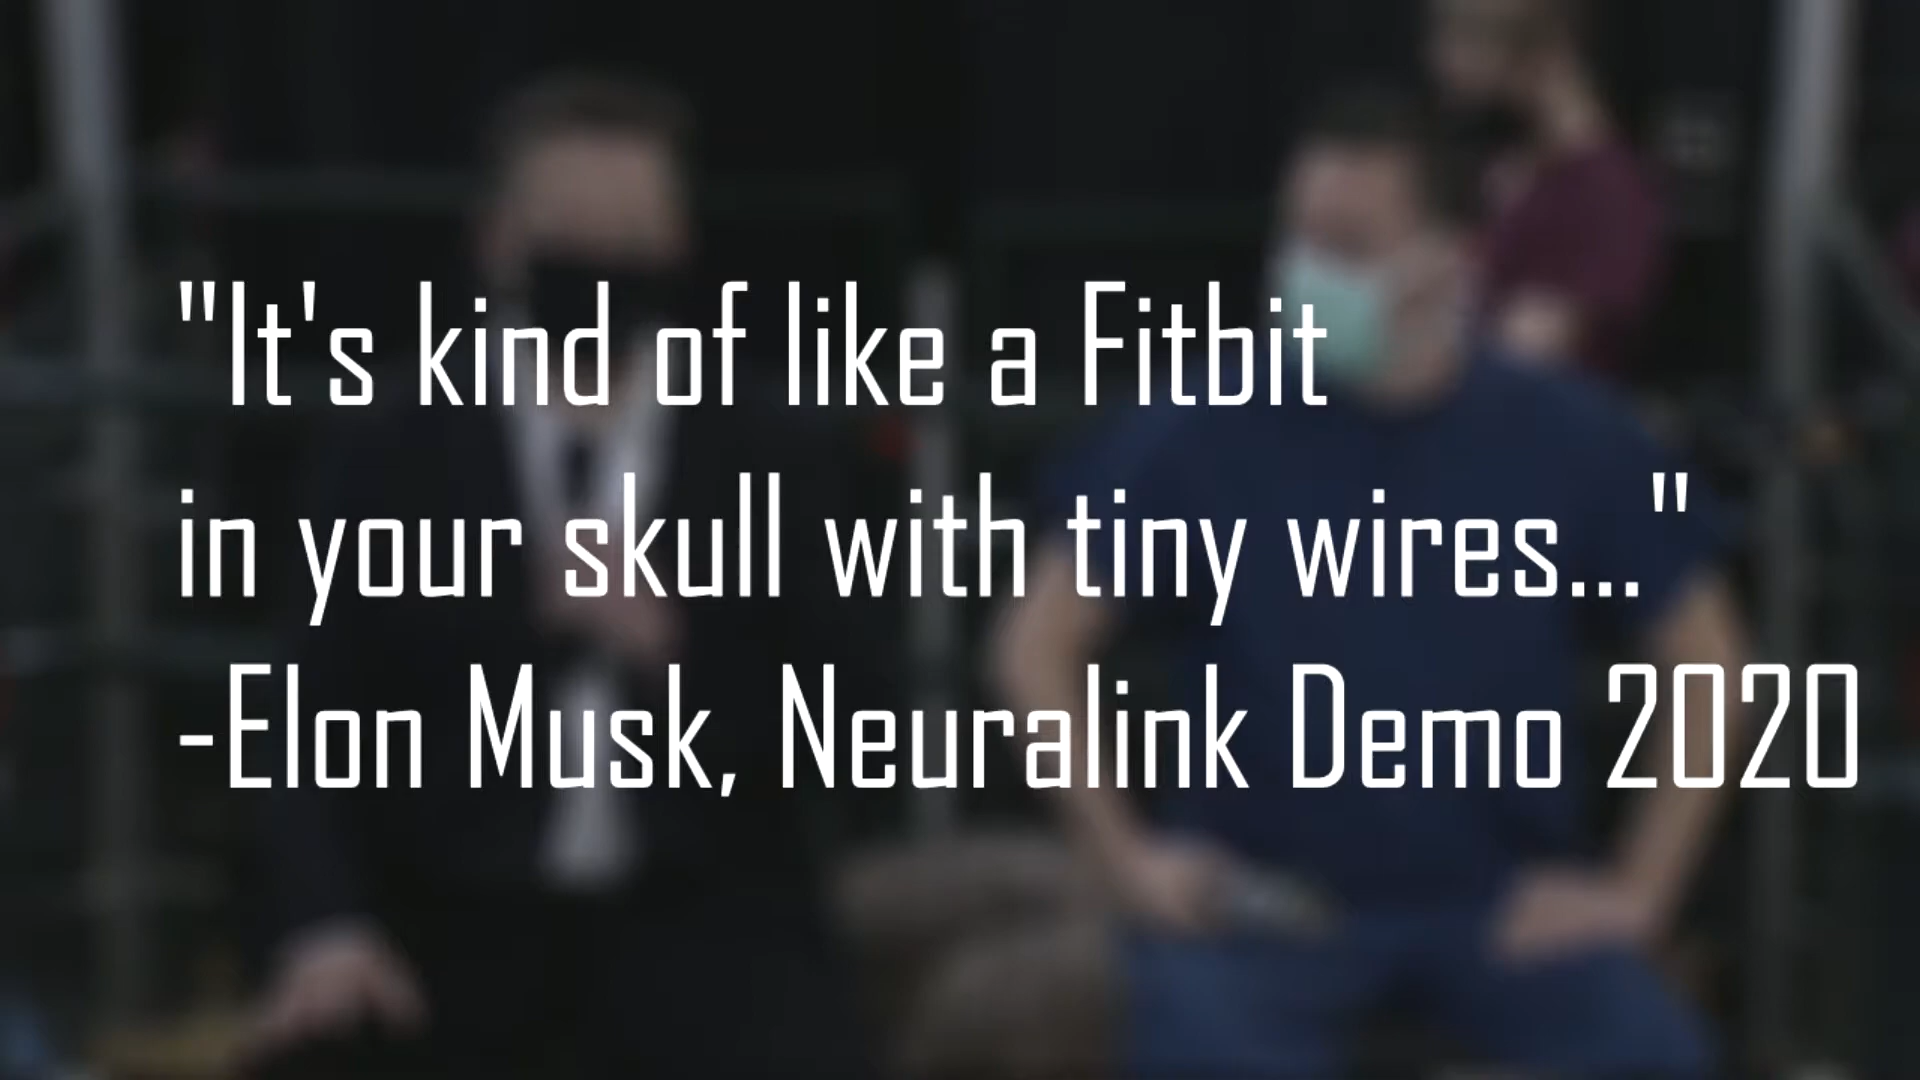 "It's kind of like a Fitbit
in your skull with tiny wires..."
-Elon Musk, Neuralink Demo 2020